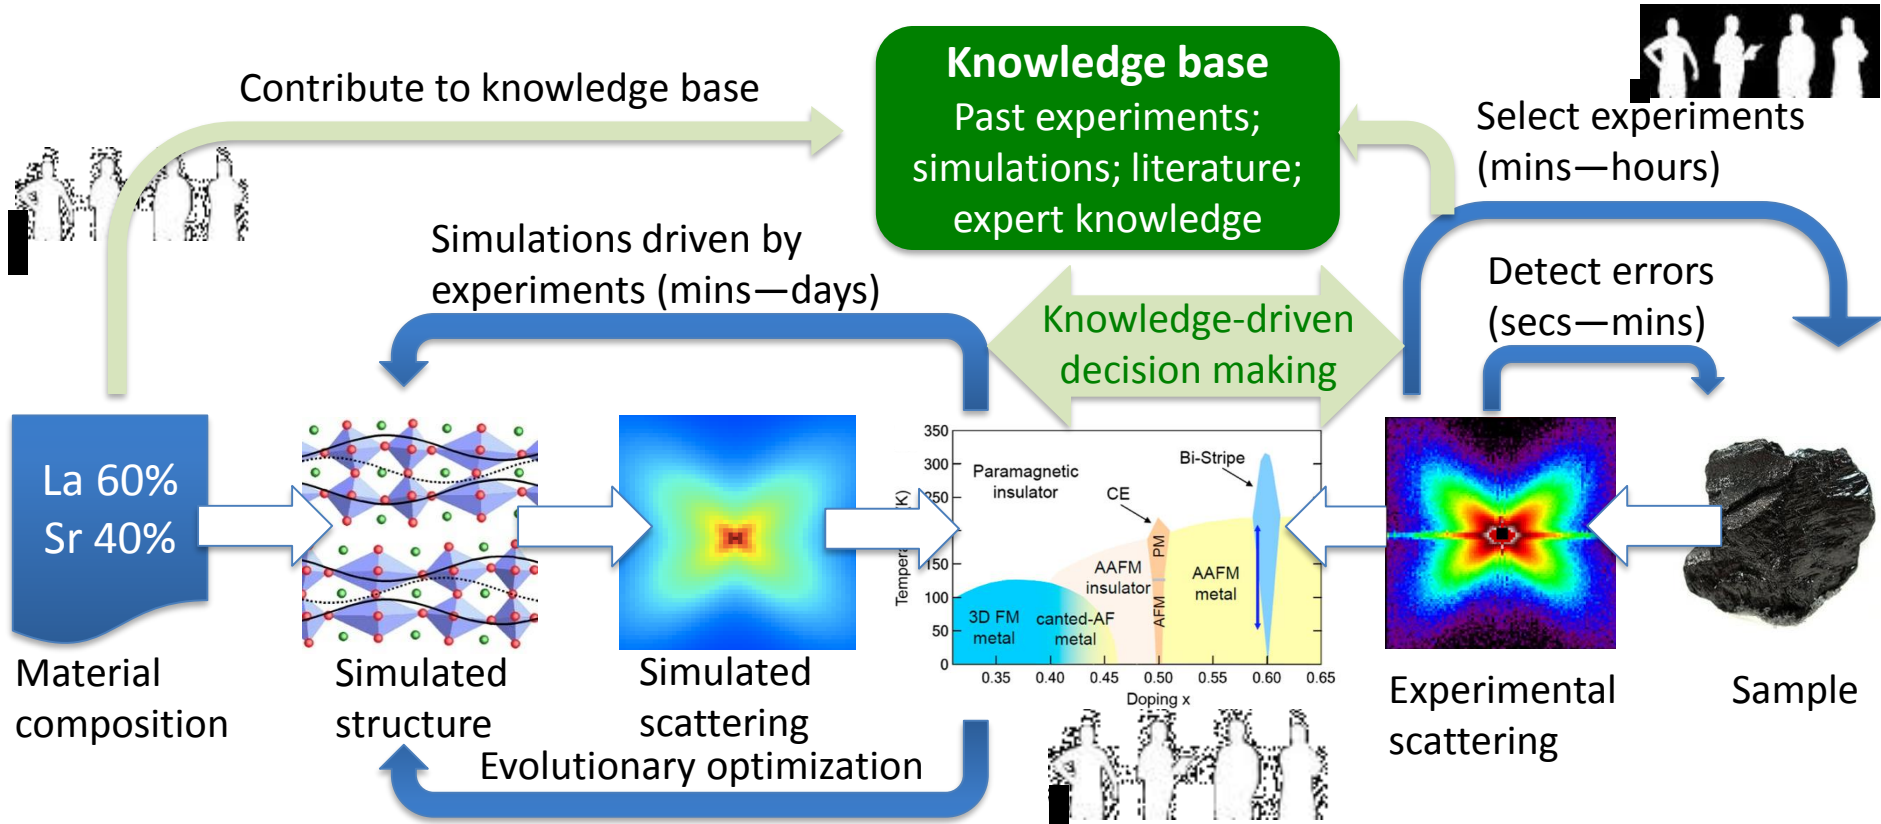 Contribute to knowledge base
Knowledge base
Past experiments;
simulations; literature;
expert knowledge
Select experiments
(mins—hours)
Simulations driven by
experiments (mins—days)
Detect errors
(secs—mins)
Knowledge-driven
decision making
La 60%
Sr 40%
350
300
250
150
100
50
0
(K)
Paramagnetic
insulator
CE
Bi-Stripe
PM
AFM
AAFM
insulator
AAFM
metal
3D FM
metal
canted-AF
metal
0.35
0.40
0.45
0.50
0.55
0.60
0.65
Doping x
Material
composition
Simulated
structure
Simulated
scattering
Experimental
scattering
Sample
Evolutionary optimization